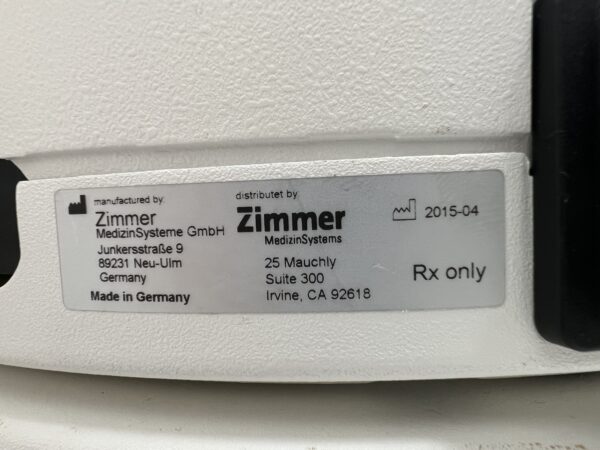 manufactured by:
Zimmer
MedizinSysteme GmbH
Junkersstraße 9
89231 Neu-Ulm
Germany
Made in Germany
distributet by:
Zimmer
MedizinSystems
25 Mauchly
Suite 300
Irvine, CA 92618
2015-04
Rx only